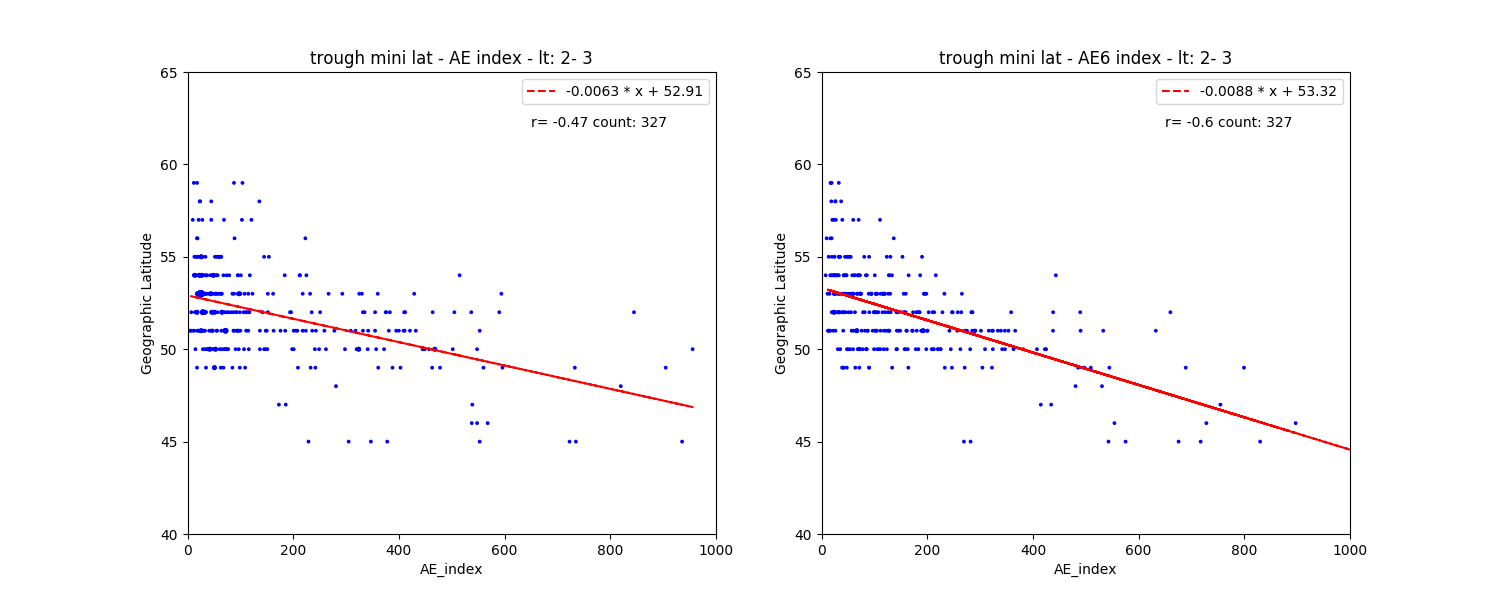 trough mini lat - AE index - lt: 2- 3
-0.0063 * x + 52.91
r= -0.47 count: 327
Geographic Latitude
65
60
55
50
45
40
0 200 400 600 800 1000
AE_index
trough mini lat - AE6 index - lt: 2- 3
-0.0088 * x + 53.32
r= -0.6 count: 327
Geographic Latitude
65
60
55
50
45
40
0 200 400 600 800 1000
AE_index